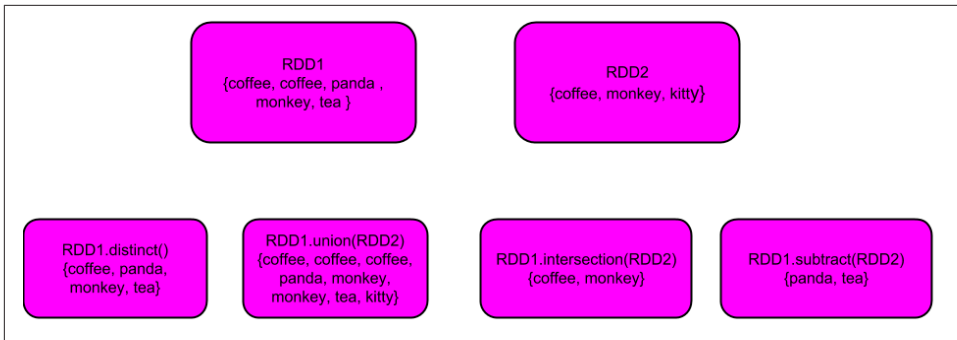 RDD1
{coffee, coffee, panda ,
monkey, tea }
RDD2
{coffee, monkey, kitty}
RDD1.distinct()
{coffee, panda,
monkey, tea}
RDD1.union(RDD2)
{coffee, coffee, coffee,
panda, monkey,
monkey, tea, kitty}
RDD1.intersection(RDD2)
{coffee, monkey}
RDD1.subtract(RDD2)
{panda, tea}